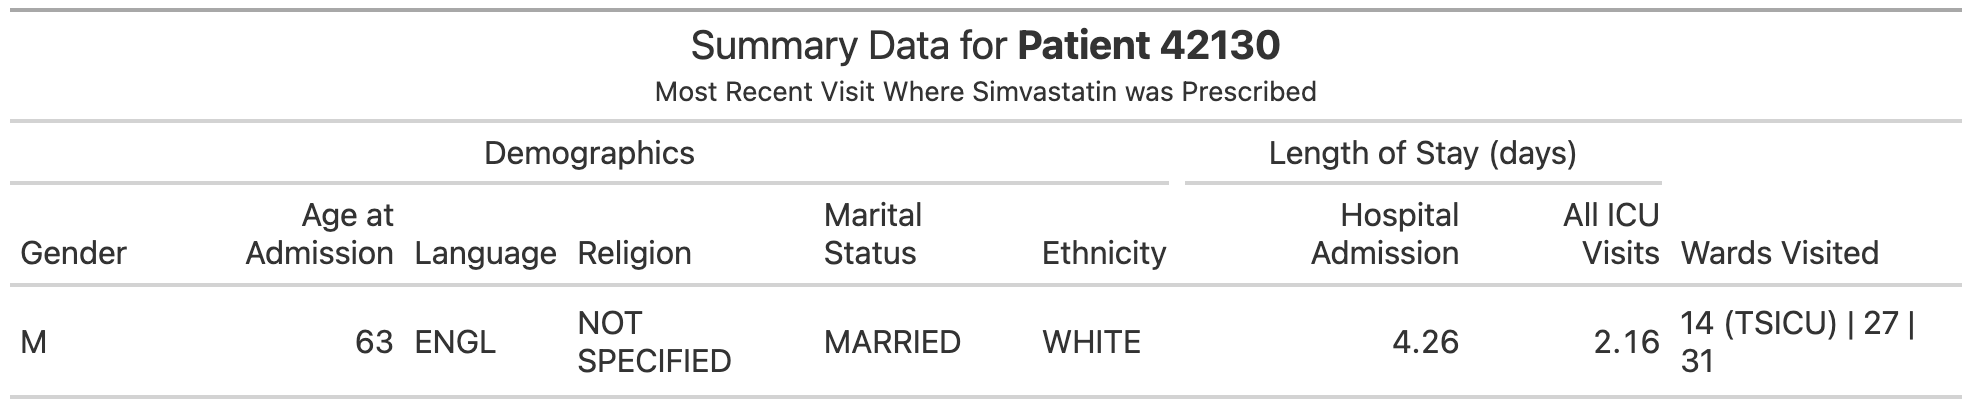 Summary Data for Patient 42130
Most Recent Visit Where Simvastatin was Prescribed
Demographics Length of Stay (days)
Gender Age at Admission Language Religion Marital Status Ethnicity Hospital Admission All ICU Visits Wards Visited
M 63 ENGL NOT SPECIFIED MARRIED WHITE 4.26 2.16 14 (TSICU) | 27 | 31